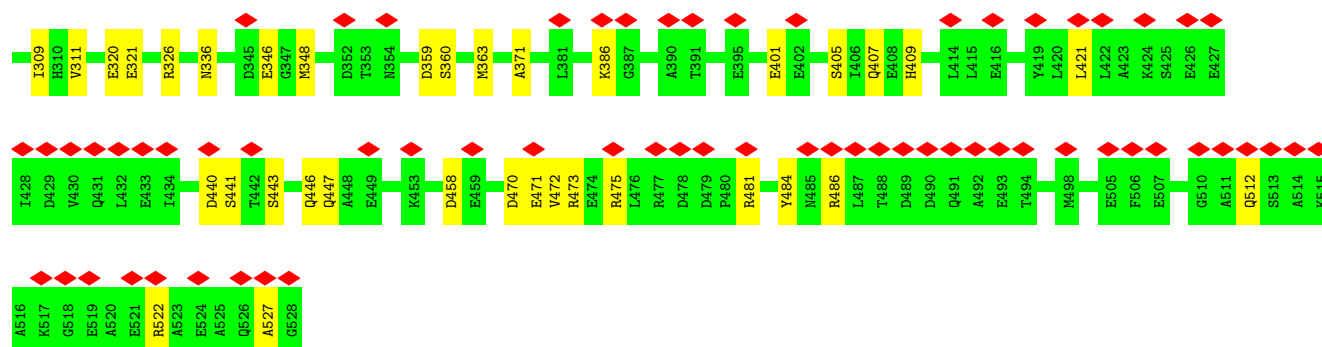 I309 H310 V311 E320 E321 R326 N336 D345 E346 G347 M348 D352 T353 N354 D359 S360 M363 A371 L381 K386 G387 A390 T391 E395 E401 E402 S405 I406 Q407 E408 H409 L414 L415 E416 Y419 L420 L421 L422 A423 K424 S425 E426 E427
I428 D429 V430 Q431 L432 E433 I434 D440 S441 T442 S443 Q446 Q447 A448 E449 K453 D458 E459 D470 E471 V472 R473 E474 R475 L476 R477 D478 D479 P480 R481 Y484 N485 R486 L487 T488 D489 D490 Q491 A492 E493 T494 M498 E505 F506 E507 G510 A511 Q512 S513 A514 K515
A516 K517 G518 E519 A520 E521 R522 A523 E524 A525 Q526 A527 G528